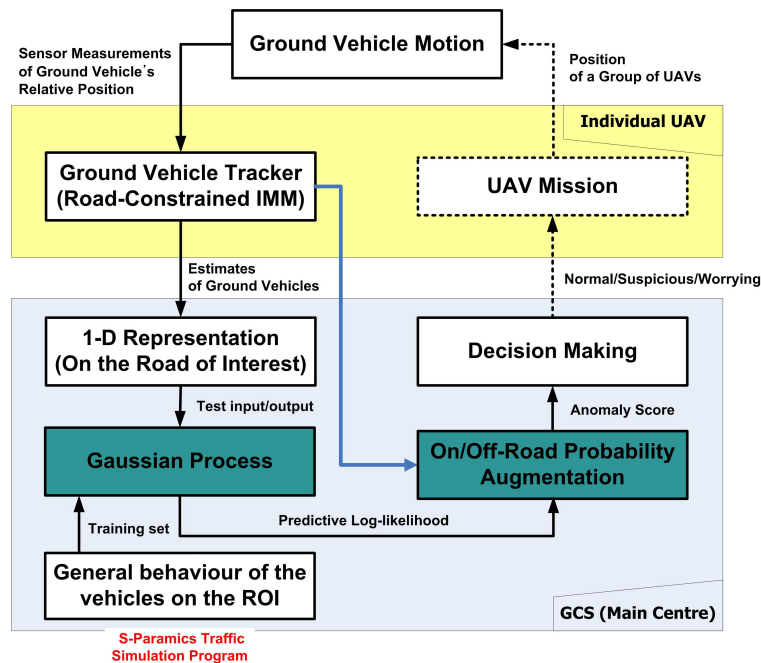 Ground Vehicle Motion
Sensor Measurements
of Ground Vehicle's
Relative Position
Position
of a Group of UAVs
Individual UAV
Ground Vehicle Tracker
(Road-Constrained IMM)
UAV Mission
Estimates
of Ground Vehicles
Normal/Suspicious/Worrying
1-D Representation
(On the Road of Interest)
Decision Making
Test input/output
Anomaly Score
Gaussian Process
On/Off-Road Probability
Augmentation
Training set
Predictive Log-likelihood
General behaviour of the
vehicles on the ROI
GCS (Main Centre)
S-Paramics Traffic
Simulation Program